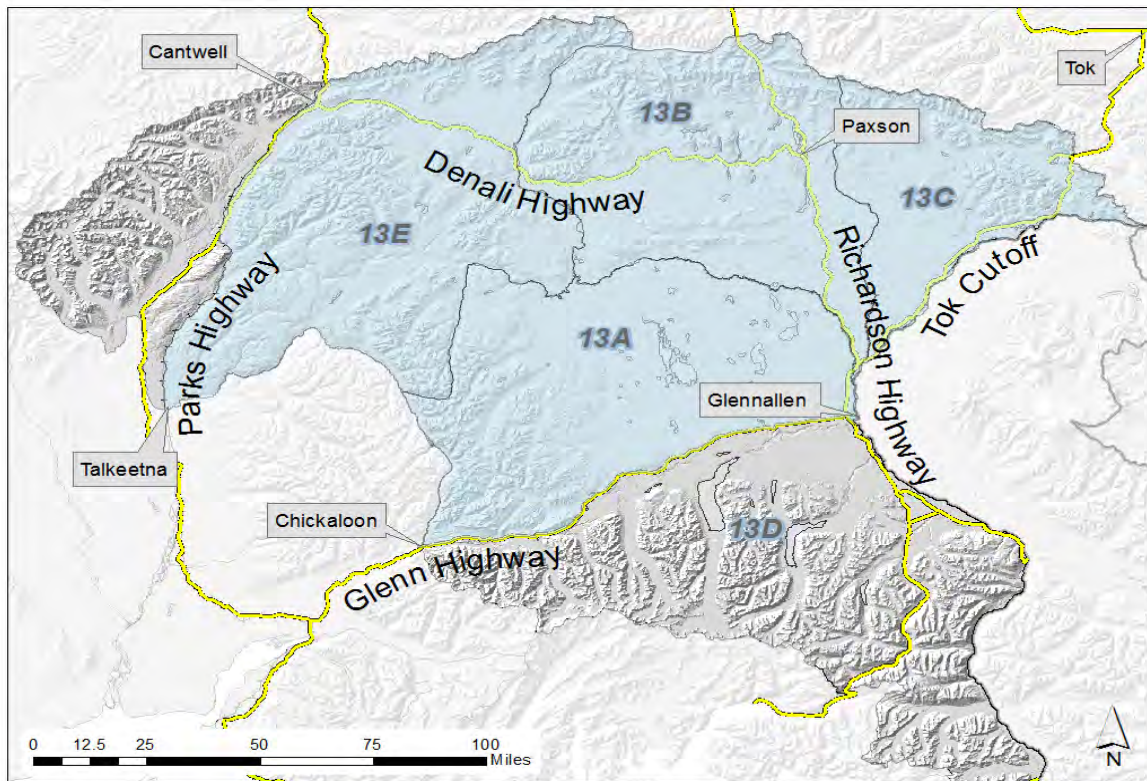 Cantwell
Tok
13B
Paxson
Denali Highway
13C
13E
Richardson Highway
Tok Cutoff
Parks Highway
13A
Glennallen
Talkeetna
Chickaloon
13D
Glenn Highway
0 12.5 25 50 75 100
Miles
N